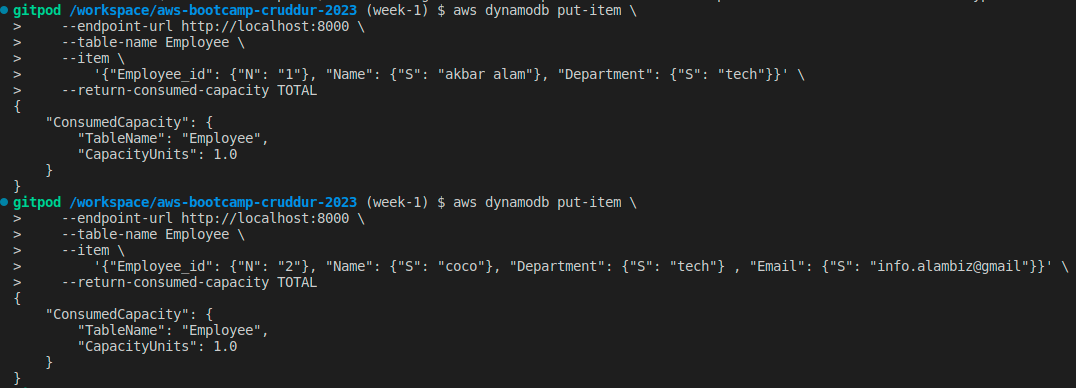 gitpod /workspace/aws-bootcamp-cruddur-2023 (week-1) $ aws dynamodb put-item \
>     --endpoint-url http://localhost:8000 \
>     --table-name Employee \
>     --item \
>         '{"Employee_id": {"N": "1"}, "Name": {"S": "akbar alam"}, "Department": {"S": "tech"}}' \
>     --return-consumed-capacity TOTAL
{
    "ConsumedCapacity": {
        "TableName": "Employee",
        "CapacityUnits": 1.0
    }
}
gitpod /workspace/aws-bootcamp-cruddur-2023 (week-1) $ aws dynamodb put-item \
>     --endpoint-url http://localhost:8000 \
>     --table-name Employee \
>     --item \
>         '{"Employee_id": {"N": "2"}, "Name": {"S": "coco"}, "Department": {"S": "tech"} , "Email": {"S": "info.alambiz@gmail"}}' \
>     --return-consumed-capacity TOTAL
{
    "ConsumedCapacity": {
        "TableName": "Employee",
        "CapacityUnits": 1.0
    }
}